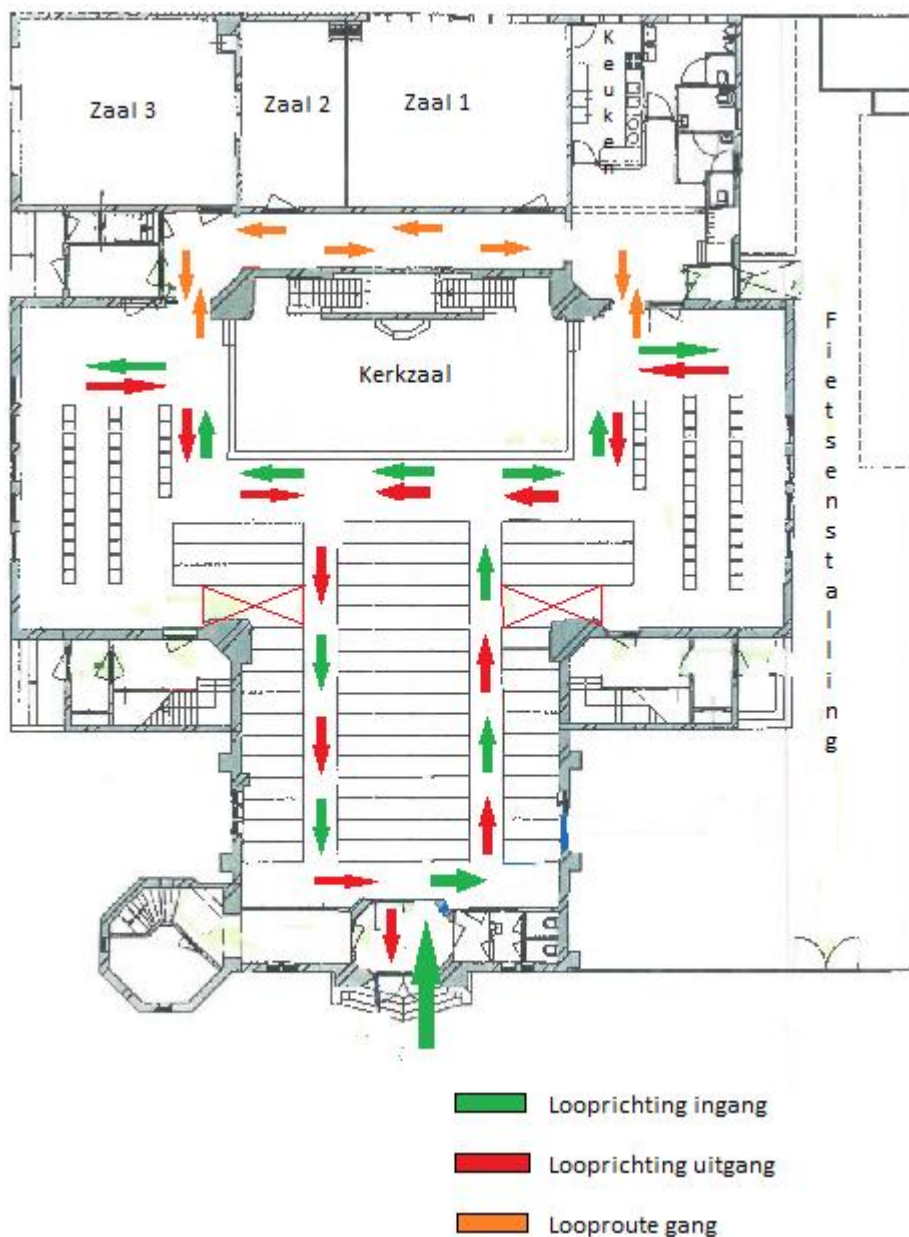 Zaal 3
Zaal 2
Zaal 1
Keuken
Kerkzaal
Fietsenstalling
Looprichting ingang
Looprichting uitgang
Looproute gang